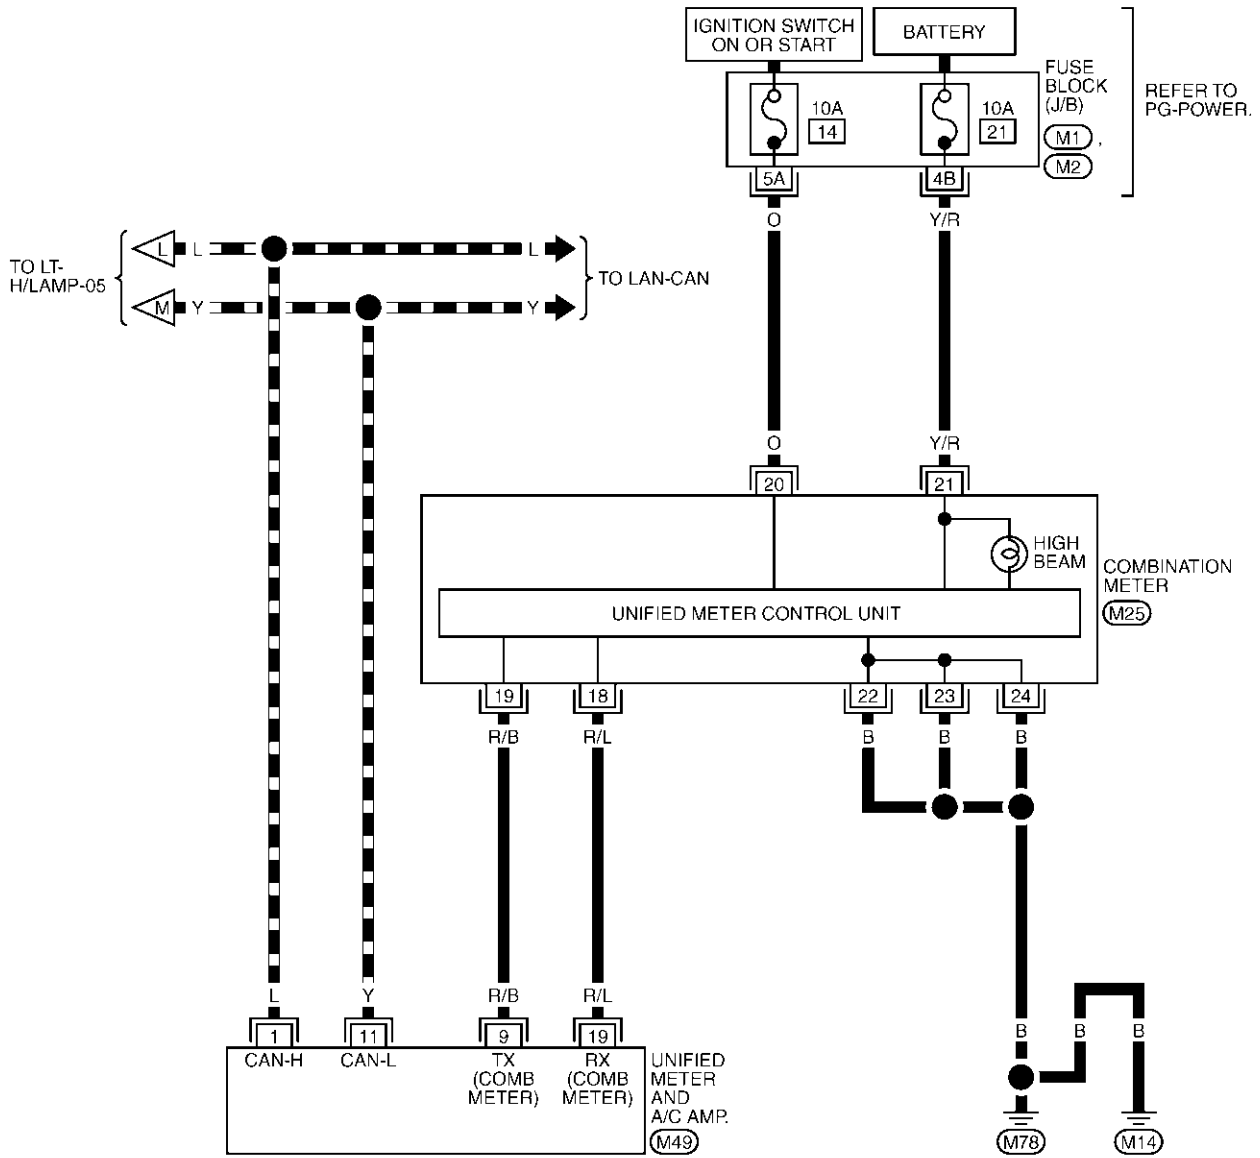 IGNITION SWITCH
ON OR START
BATTERY
FUSE
BLOCK
(J/B)
M1 ,
M2
REFER TO
PG-POWER.
10A
14
10A
21
5A
4B
O
Y/R
L
L
L
TO LT-
H/LAMP-05
TO LAN-CAN
M
Y
Y
O
Y/R
20
21
HIGH
BEAM
COMBINATION
METER
M25
UNIFIED METER CONTROL UNIT
19
18
22
23
24
R/B
R/L
B
B
B
L
Y
R/B
R/L
1
11
9
19
CAN-H
CAN-L
TX
(COMB
METER)
RX
(COMB
METER)
UNIFIED
METER
AND
A/C AMP.
M49
B
B
B
M78
M14